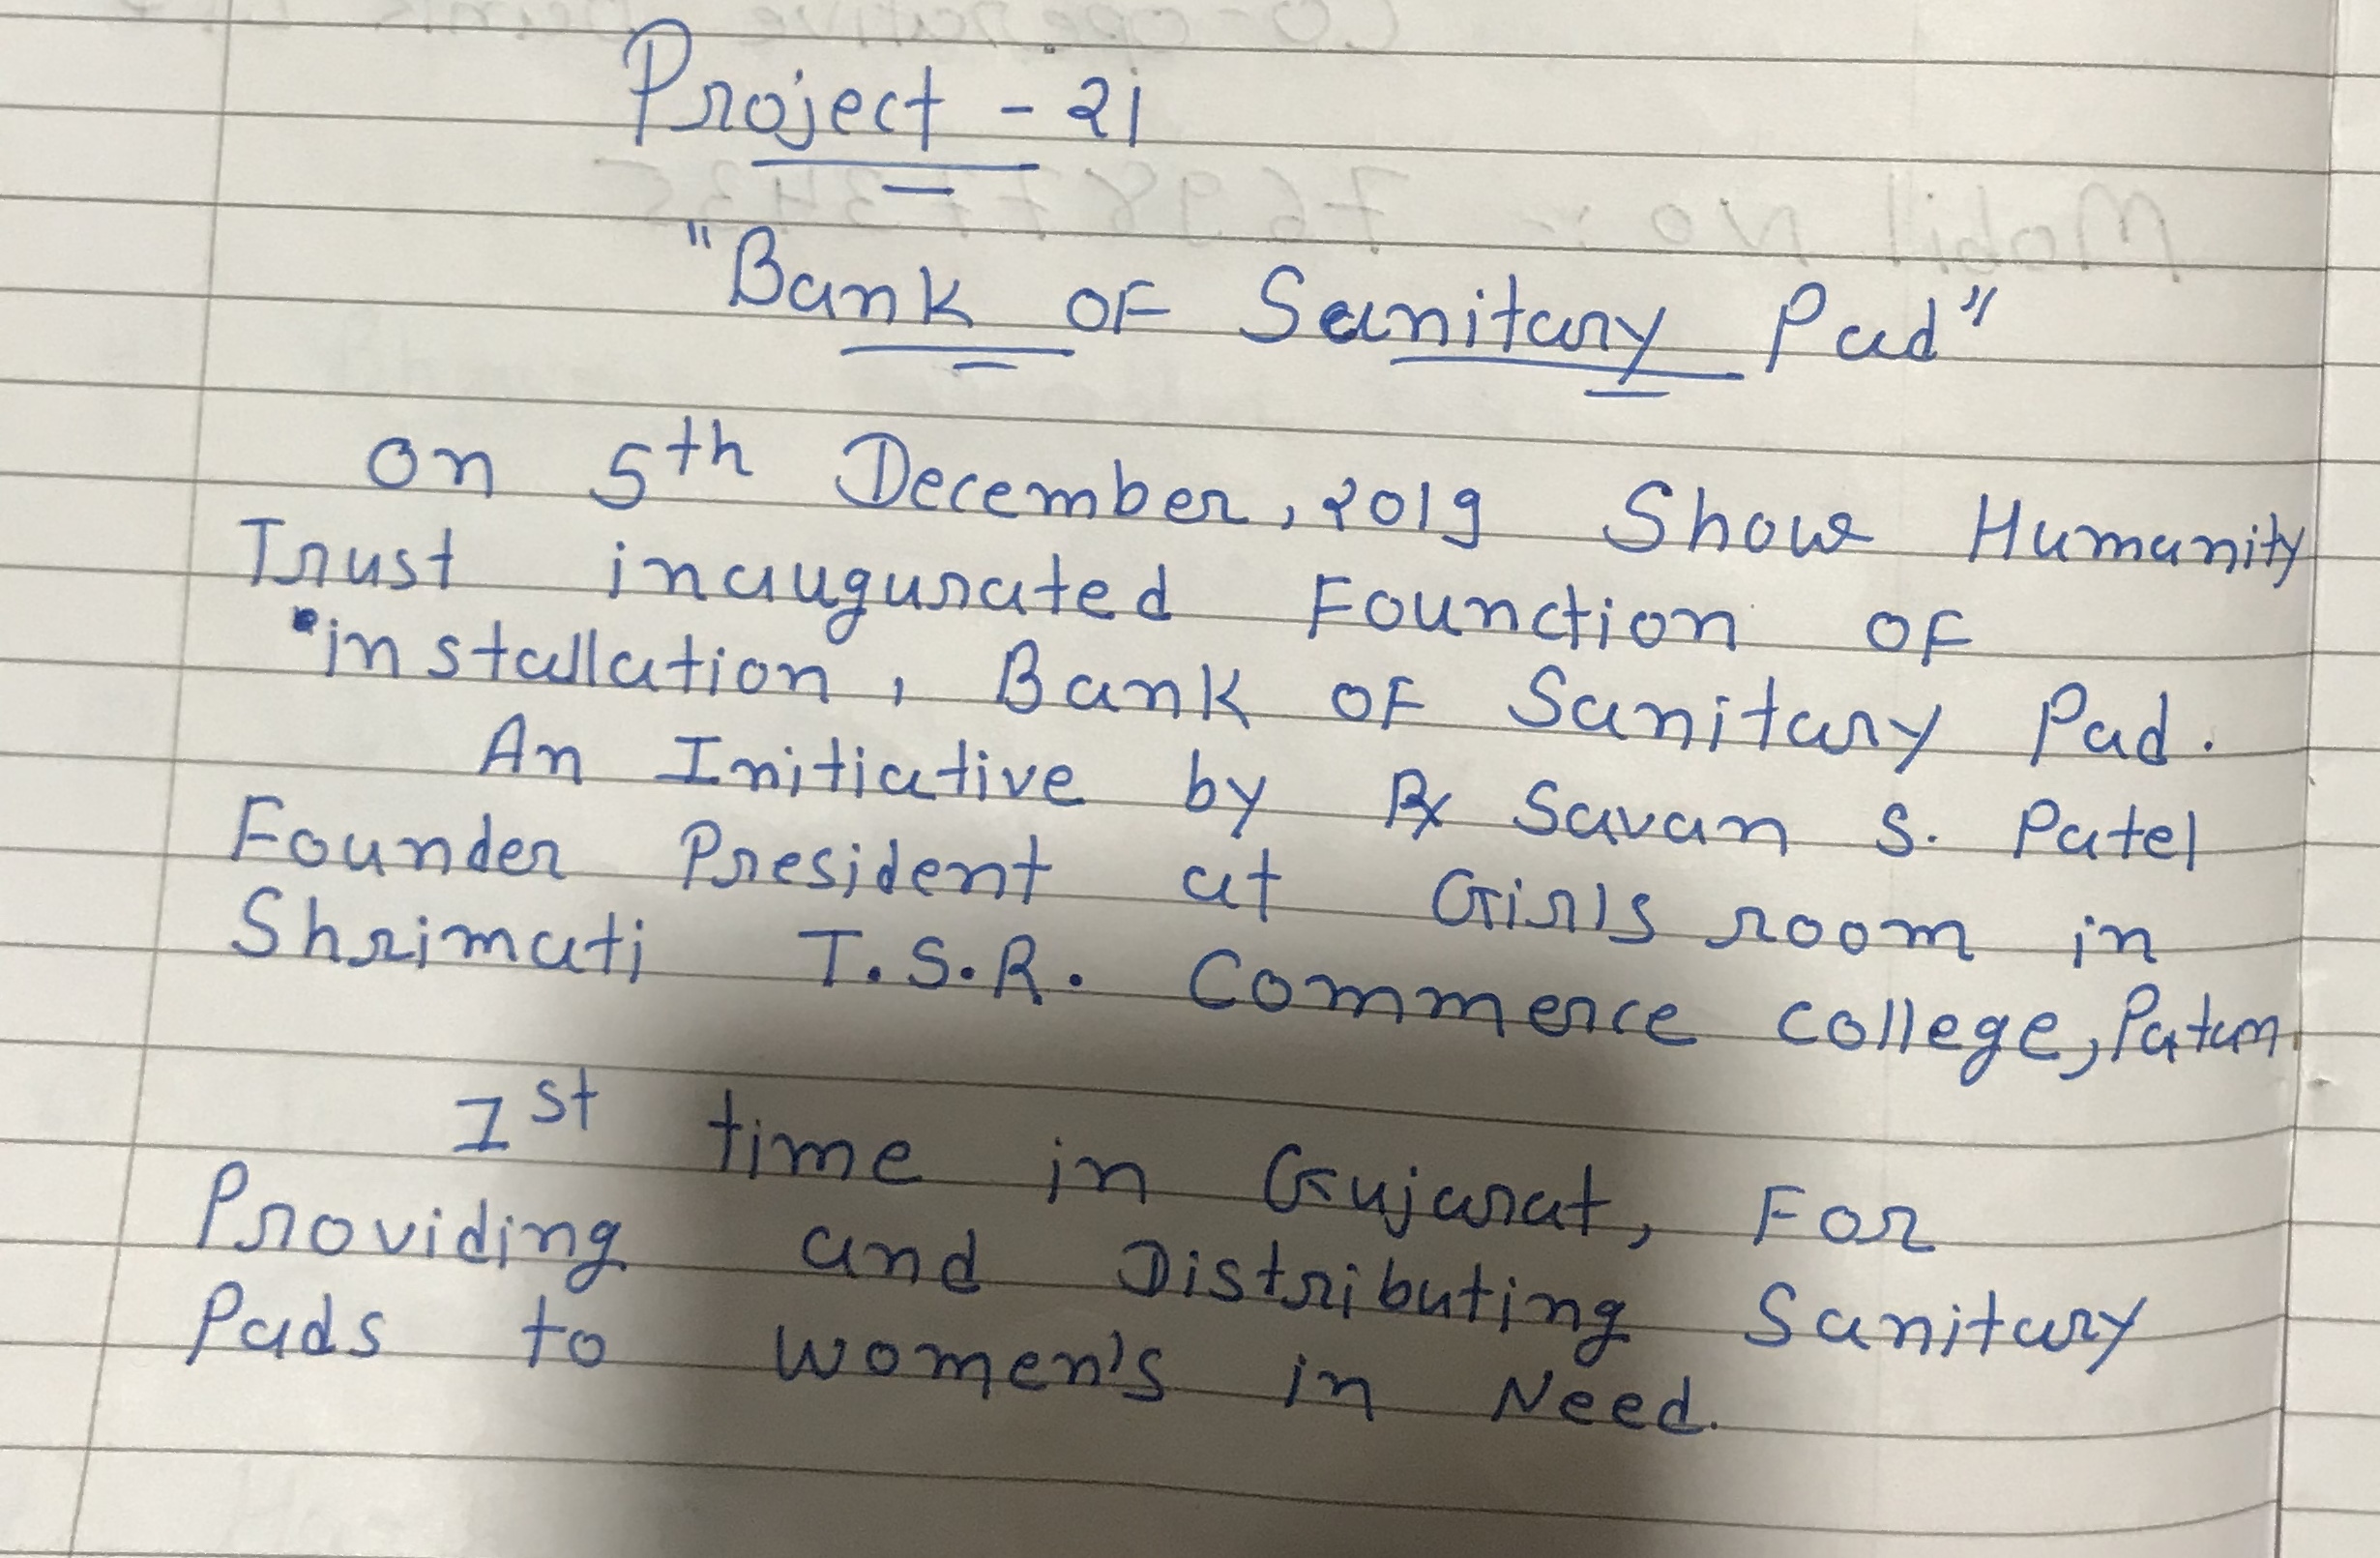 Project - 21
"Bank OF Sanitary Pad"
on 5th December, 2019 Show Humanity
Trust inaugurated Founction OF
installation, Bank OF Sanitary Pad.
An Initiative by Rx Savan S. Patel
Founder President at Girls room in
Shrimati T.S.R. Commerce college, Patan
1st time in Gujarat, For
Providing and Distributing Sanitary
Pads to women's in Need.